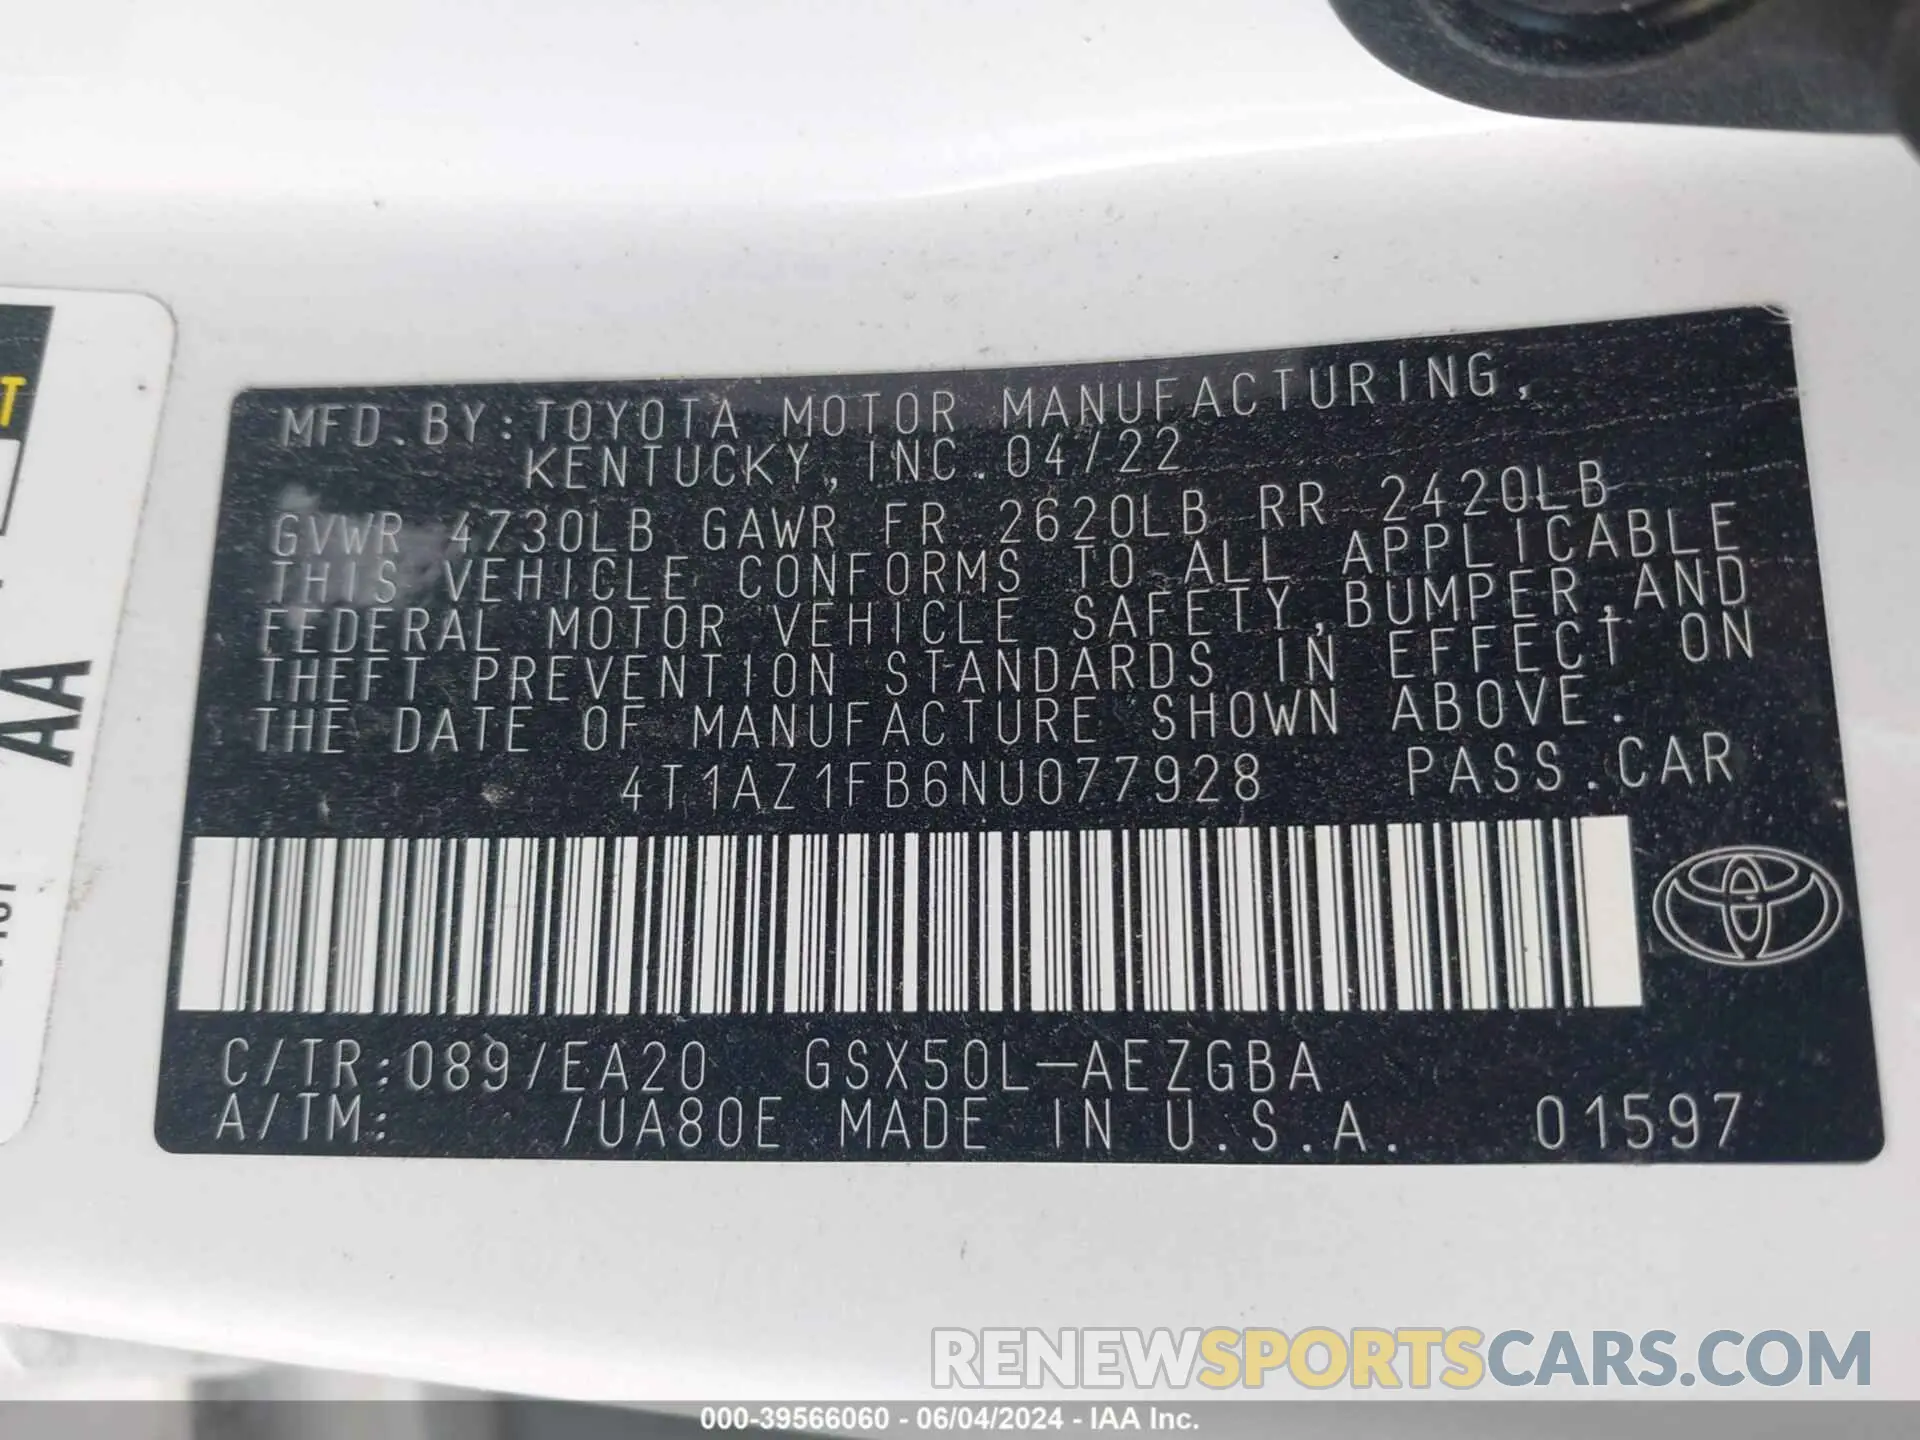 MFD.BY:TOYOTA MOTOR MANUFACTURING,
KENTUCKY,INC.04/22
GVWR 4730LB GAWR FR 2620LB RR 2420LB
THIS VEHICLE CONFORMS TO ALL APPLICABLE
FEDERAL MOTOR VEHICLE SAFETY,BUMPER,AND
THEFT PREVENTION STANDARDS IN EFFECT ON
THE DATE OF MANUFACTURE SHOWN ABOVE.
4T1AZ1FB6NU077928 PASS.CAR
C/TR:089/EA20 GSX50L-AEZGBA
A/TM: /UA80E MADE IN U.S.A. 01597
T
AA
RENEWSPORTSCARS.COM
000-39566060 - 06/04/2024 - IAA Inc.